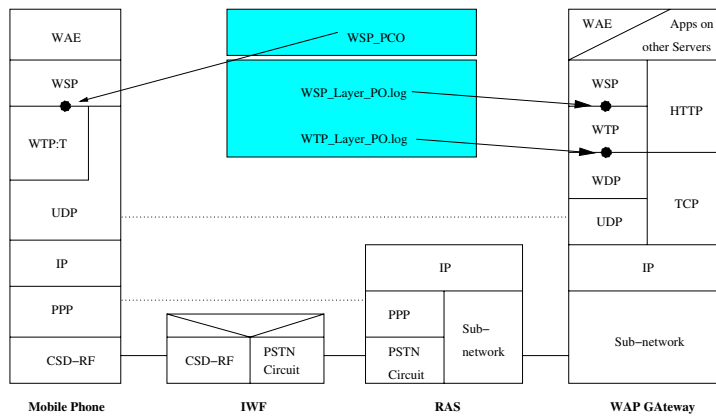 WAE
WSP
WTP:T
UDP
IP
PPP
CSD−RF
Mobile Phone
WSP_PCO
WSP_Layer_PO.log
WTP_Layer_PO.log
CSD−RF
PSTN
Circuit
IWF
IP
PPP
PSTN
Circuit
Sub−
network
RAS
WAE
Apps on
other Servers
WSP
WTP
HTTP
WDP
UDP
TCP
IP
Sub−network
WAP GAteway